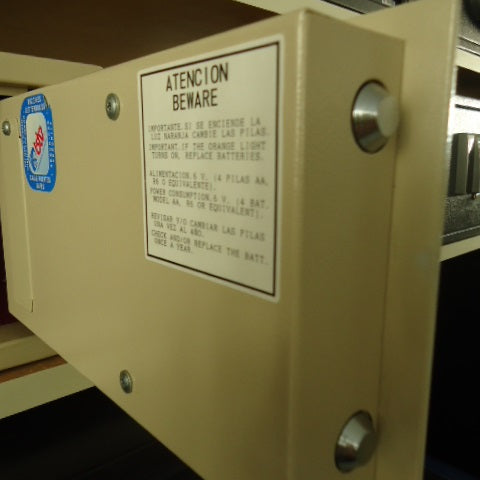 ATENCION
BEWARE
IMPORTANTE.SI SE ENCIENDE LA
LUZ NARANJA CAMBIE LAS PILAS.
IMPORTANT.IF THE ORANGE LIGHT
TURNS ON, REPLACE BATTERIES.
ALIMENTACION.6 V. (4 PILAS AA,
R6 O EQUIVALENTE).
POWER CONSUMPTION.6 V. (4 BAT.
MODEL AA, R6 OR EQUIVALENT).
REVISAR Y/O CAMBIAR LAS PILAS
UNA VEZ AL AÑO.
CHECK AND/OR REPLACE THE BATT.
ONCE A YEAR.